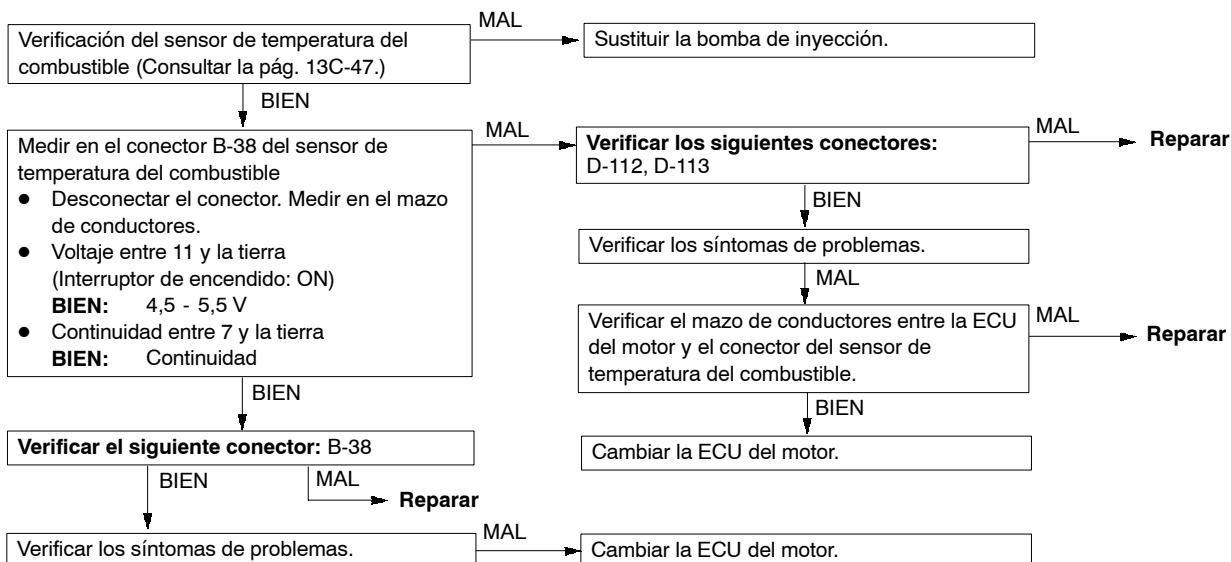 Verificación del sensor de temperatura del
combustible (Consultar la pág. 13C-47.)
MAL
Sustituir la bomba de inyección.
BIEN
Medir en el conector B-38 del sensor de
temperatura del combustible
● Desconectar el conector. Medir en el mazo
de conductores.
● Voltaje entre 11 y la tierra
(Interruptor de encendido: ON)
BIEN: 4,5 - 5,5 V
● Continuidad entre 7 y la tierra
BIEN: Continuidad
MAL
Verificar los siguientes conectores:
D-112, D-113
MAL
Reparar
BIEN
Verificar los síntomas de problemas.
MAL
Verificar el mazo de conductores entre la ECU
del motor y el conector del sensor de
temperatura del combustible.
MAL
Reparar
BIEN
Cambiar la ECU del motor.
BIEN
Verificar el siguiente conector: B-38
BIEN
MAL
Reparar
Verificar los síntomas de problemas.
MAL
Cambiar la ECU del motor.